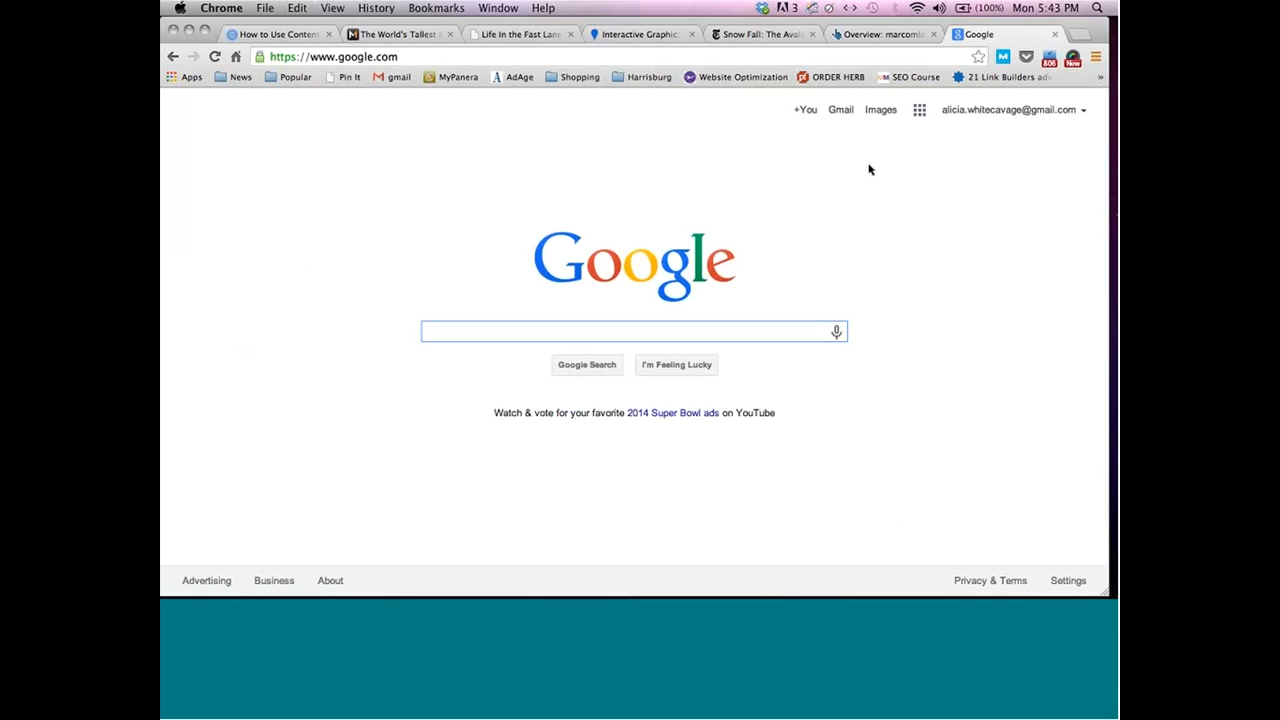 Chrome File Edit View History Bookmarks Window Help 3 (100%) Mon 5:43 PM
How to Use Content The World's Tallest Life In the Fast Lane Interactive Graphic Snow Fall: The Avala Overview: marcomla Google
https://www.google.com
Apps News Popular Pin It gmail MyPanera AdAge Shopping Harrisburg Website Optimization ORDER HERB SEO Course 21 Link Builders adv »
+You Gmail Images alicia.whitecavage@gmail.com
Google
Google Search I'm Feeling Lucky
Watch & vote for your favorite 2014 Super Bowl ads on YouTube
Advertising Business About Privacy & Terms Settings